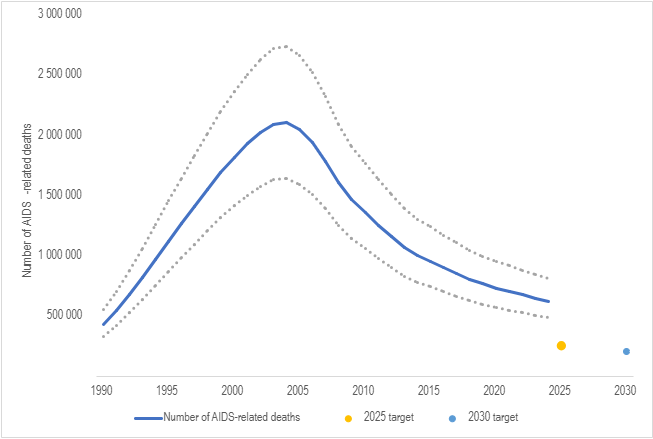 3 000 000
2 500 000
2 000 000
1 500 000
1 000 000
500 000
Number of AIDS -related deaths
1990 1995 2000 2005 2010 2015 2020 2025 2030
Number of AIDS-related deaths 2025 target 2030 target